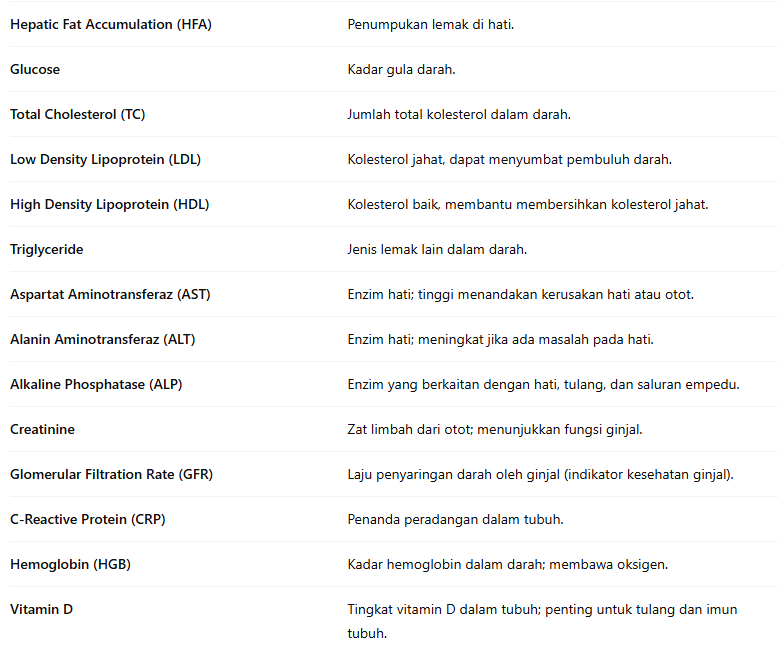 Hepatic Fat Accumulation (HFA) Penumpukan lemak di hati.
Glucose Kadar gula darah.
Total Cholesterol (TC) Jumlah total kolesterol dalam darah.
Low Density Lipoprotein (LDL) Kolesterol jahat, dapat menyumbat pembuluh darah.
High Density Lipoprotein (HDL) Kolesterol baik, membantu membersihkan kolesterol jahat.
Triglyceride Jenis lemak lain dalam darah.
Aspartat Aminotransferaz (AST) Enzim hati; tinggi menandakan kerusakan hati atau otot.
Alanin Aminotransferaz (ALT) Enzim hati; meningkat jika ada masalah pada hati.
Alkaline Phosphatase (ALP) Enzim yang berkaitan dengan hati, tulang, dan saluran empedu.
Creatinine Zat limbah dari otot; menunjukkan fungsi ginjal.
Glomerular Filtration Rate (GFR) Laju penyaringan darah oleh ginjal (indikator kesehatan ginjal).
C-Reactive Protein (CRP) Penanda peradangan dalam tubuh.
Hemoglobin (HGB) Kadar hemoglobin dalam darah; membawa oksigen.
Vitamin D Tingkat vitamin D dalam tubuh; penting untuk tulang dan imun
tubuh.